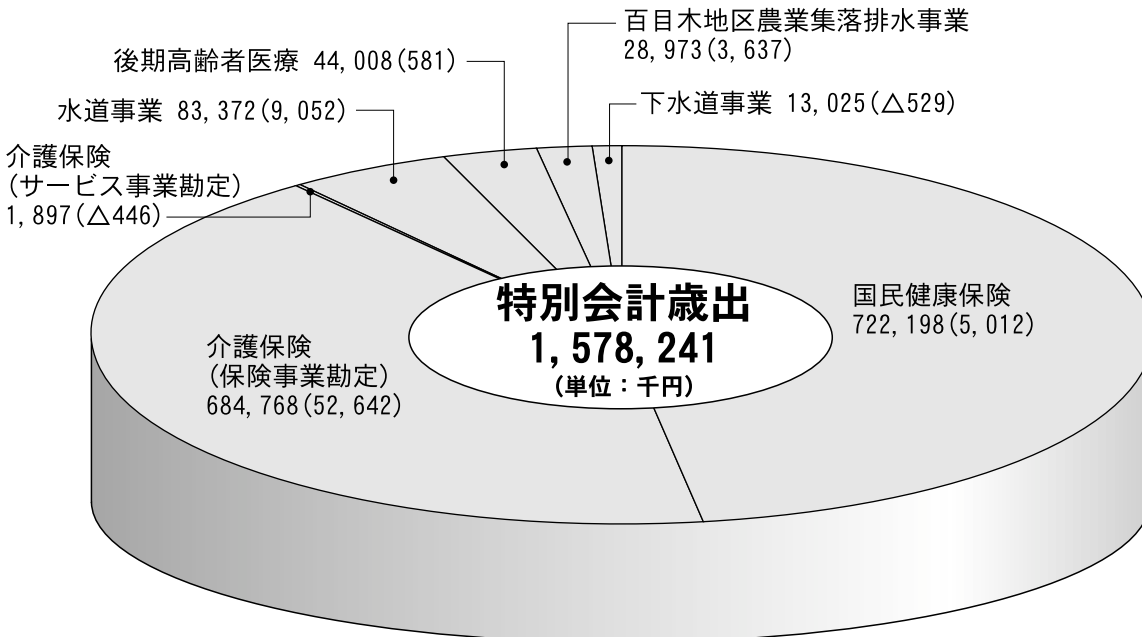 百目木地区農業集落排水事業
28,973(3,637)
後期高齢者医療 44,008(581)
下水道事業 13,025(△529)
水道事業 83,372(9,052)
介護保険
(サービス事業勘定)
1,897(△446)
特別会計歳出
1,578,241
(単位:千円)
国民健康保険
722,198(5,012)
介護保険
(保険事業勘定)
684,768(52,642)